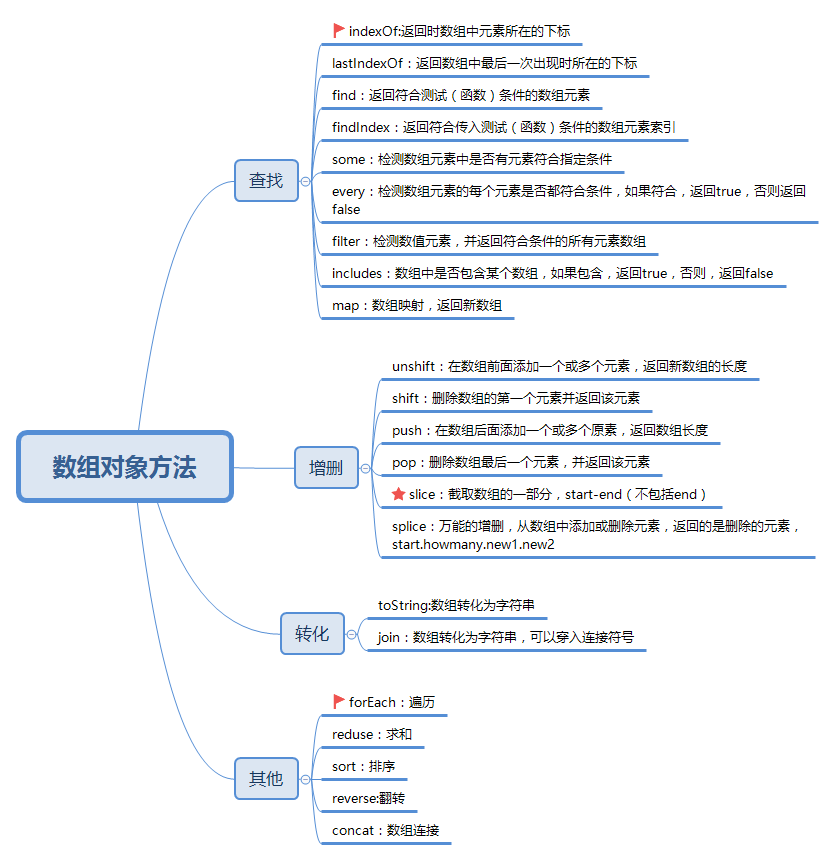 indexOf:返回时数组中元素所在的下标
lastIndexOf：返回数组中最后一次出现时所在的下标
find：返回符合测试（函数）条件的数组元素
findIndex：返回符合传入测试（函数）条件的数组元素索引
some：检测数组元素中是否有元素符合指定条件
查找
every：检测数组元素的每个元素是否都符合条件，如果符合，返回true，否则返回
false
filter：检测数值元素，并返回符合条件的所有元素数组
includes：数组中是否包含某个数组，如果包含，返回true，否则，返回false
map：数组映射，返回新数组
unshift：在数组前面添加一个或多个元素，返回新数组的长度
shift：删除数组的第一个元素并返回该元素
push：在数组后面添加一个或多个原素，返回数组长度
数组对象方法
增删
pop：删除数组最后一个元素，并返回该元素
slice：截取数组的一部分，start-end（不包括end）
splice：万能的增删，从数组中添加或删除元素，返回的是删除的元素，
start.howmany.new1.new2
toString:数组转化为字符串
转化
join：数组转化为字符串，可以穿入连接符号
forEach：遍历
reduse：求和
其他
sort：排序
reverse:翻转
concat：数组连接